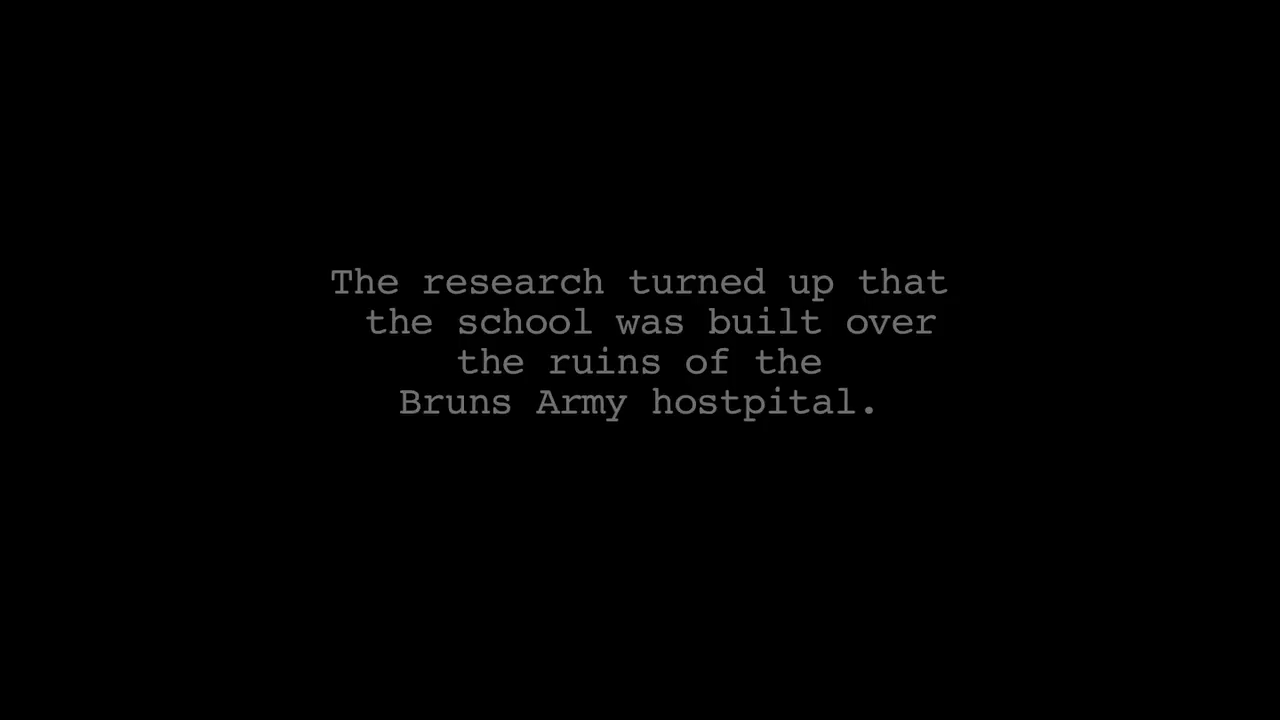 The research turned up that
the school was built over
the ruins of the
Bruns Army hostpital.